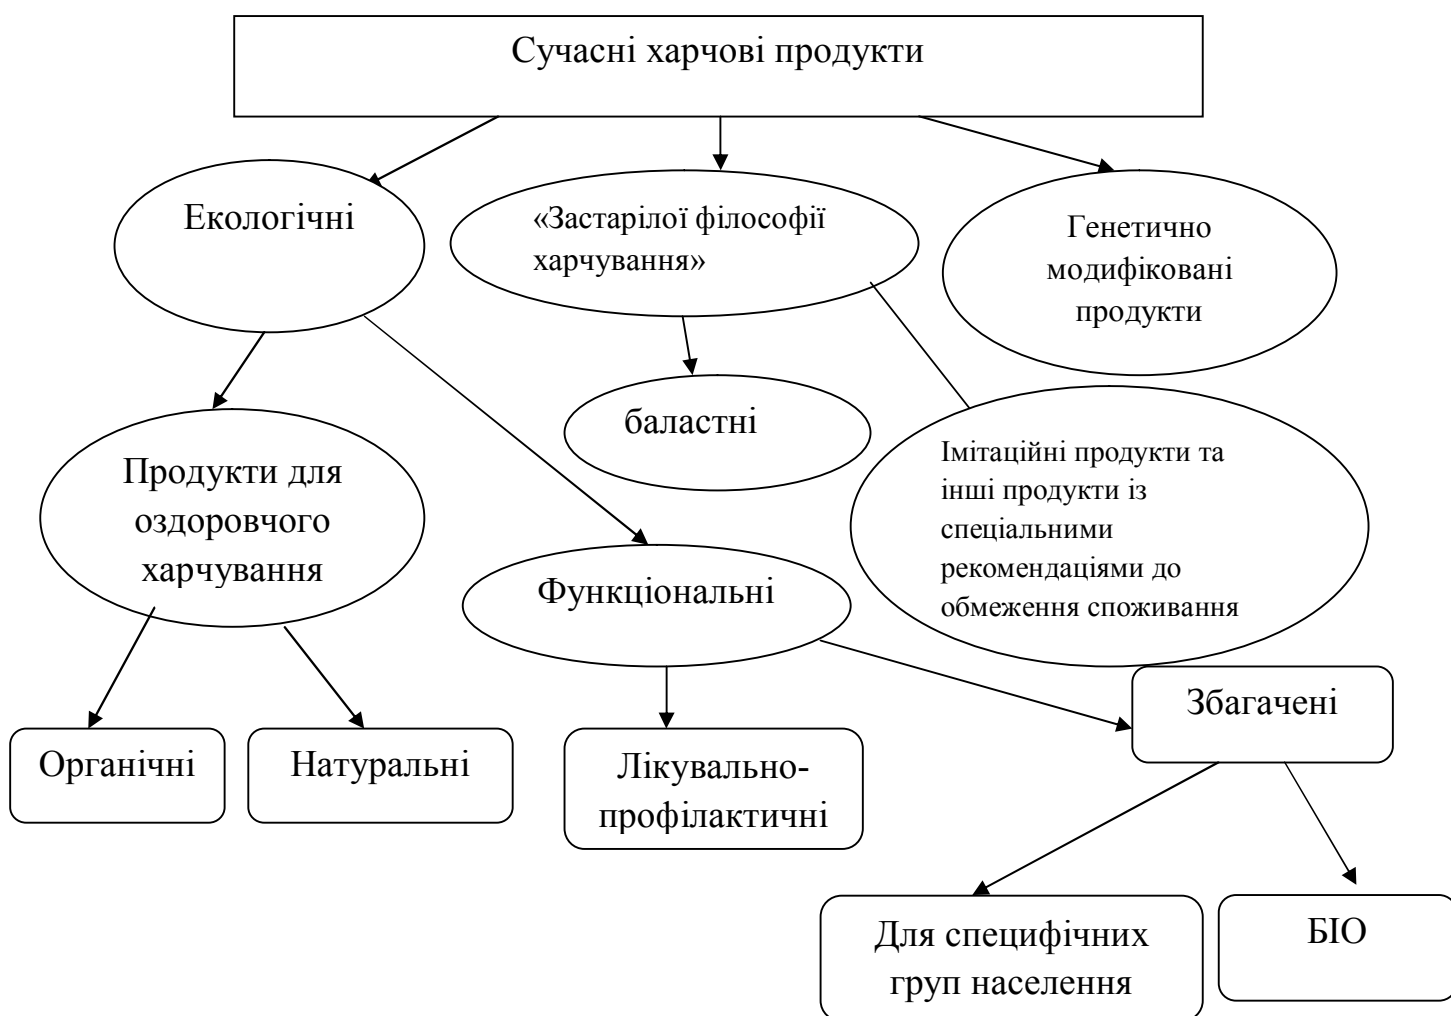 Сучасні харчові продукти
Екологічні
«Застарілої філософії
харчування»
Генетично
модифіковані
продукти
баластні
Продукти для
оздоровчого
харчування
Імітаційні продукти та
інші продукти із
спеціальними
рекомендаціями до
обмеження споживання
Функціональні
Збагачені
Органічні
Натуральні
Лікувально-
профілактичні
Для специфічних
груп населення
БІО